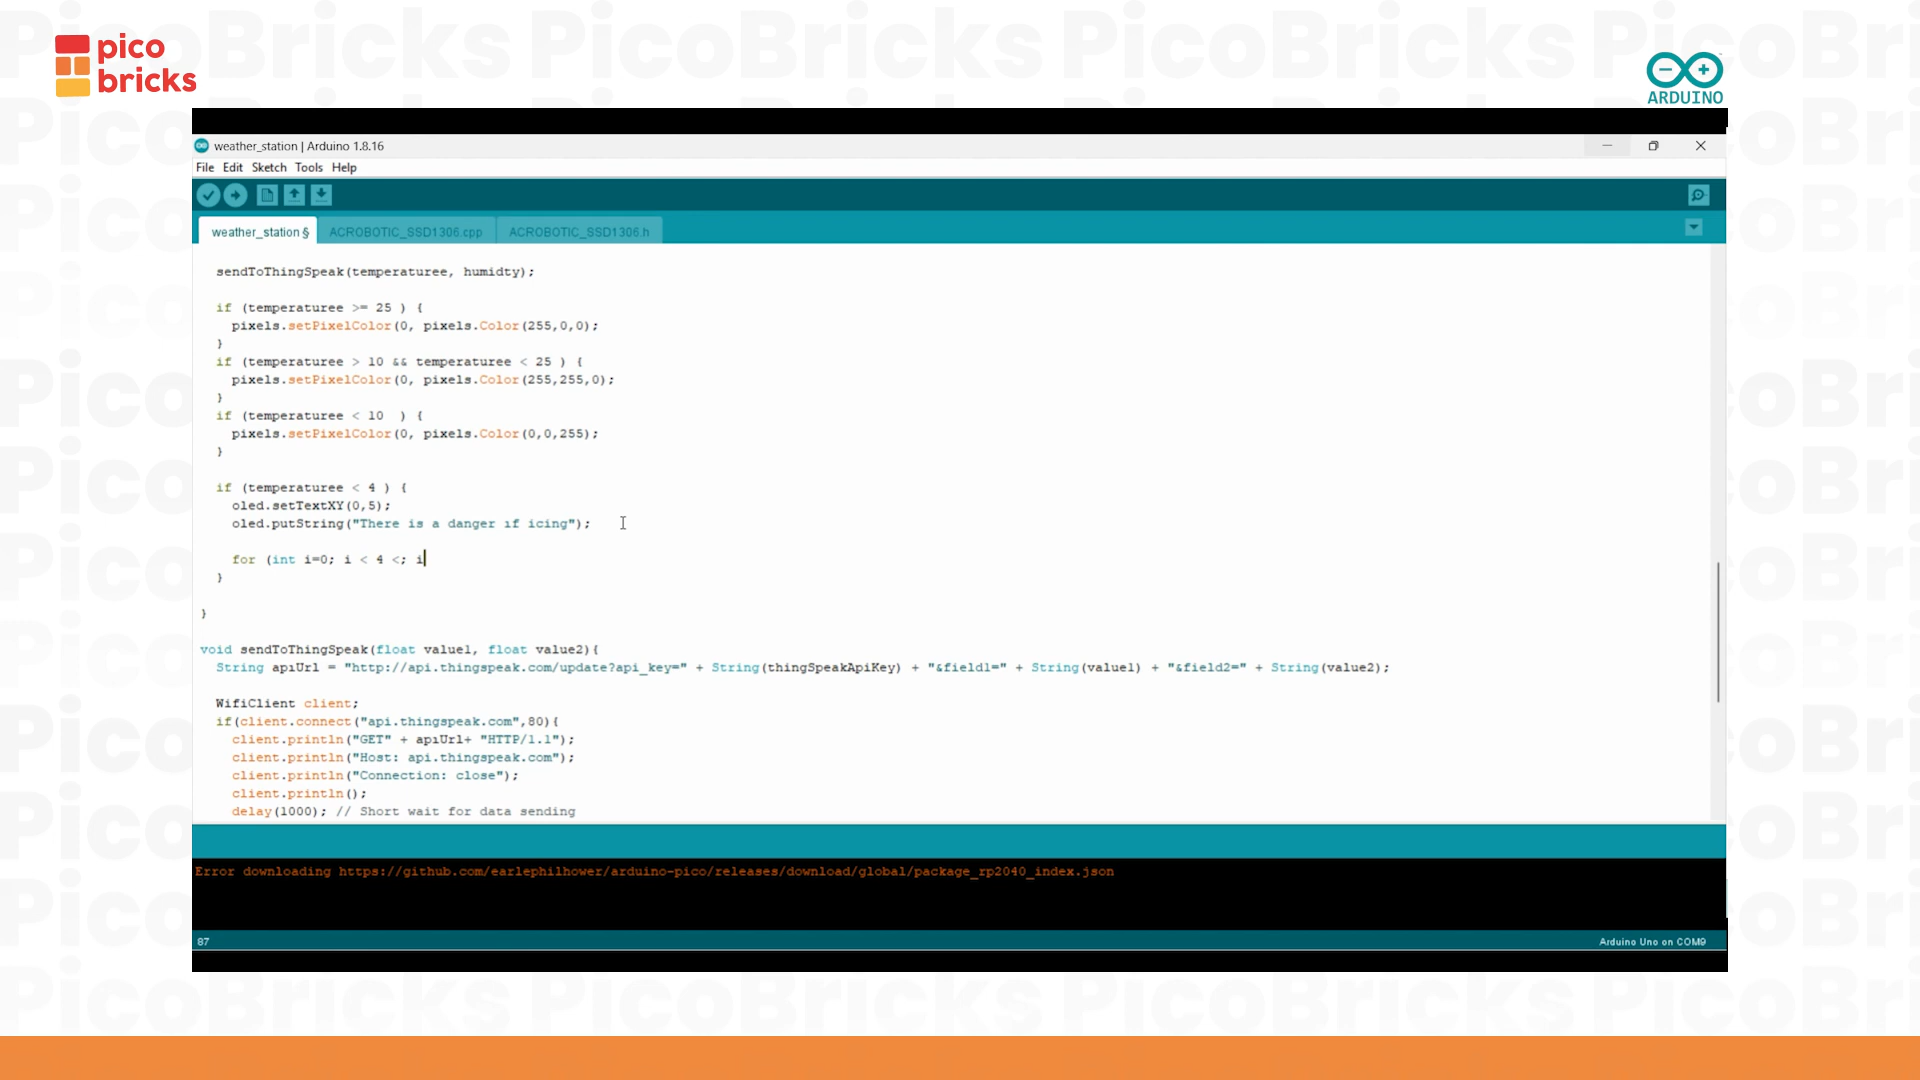 pico
bricks
ARDUINO
weather_station | Arduino 1.8.16
File Edit Sketch Tools Help
weather_station § ACROBOTIC_SSD1306.cpp ACROBOTIC_SSD1306.h
sendToThingSpeak(temperaturee, humidty);
if (temperaturee >= 25 ) {
pixels.setPixelColor(0, pixels.Color(255,0,0);
}
if (temperaturee > 10 && temperaturee < 25 ) {
pixels.setPixelColor(0, pixels.Color(255,255,0);
}
if (temperaturee < 10  ) {
pixels.setPixelColor(0, pixels.Color(0,0,255);
}
if (temperaturee < 4 ) {
oled.setTextXY(0,5);
oled.putString("There is a danger ıf icing");
for (int i=0; i < 4 <; i
}
}
void sendToThingSpeak(float value1, float value2){
String apıUrl = "http://api.thingspeak.com/update?api_key=" + String(thingSpeakApiKey) + "&field1=" + String(value1) + "&field2=" + String(value2);
WifiClient client;
if(client.connect("api.thingspeak.com",80){
client.println("GET" + apıUrl+ "HTTP/1.1");
client.println("Host: api.thingspeak.com");
client.println("Connection: close");
client.println();
delay(1000); // Short wait for data sending
Error downloading https://github.com/earlephilhower/arduino-pico/releases/download/global/package_rp2040_index.json
87
Arduino Uno on COM9